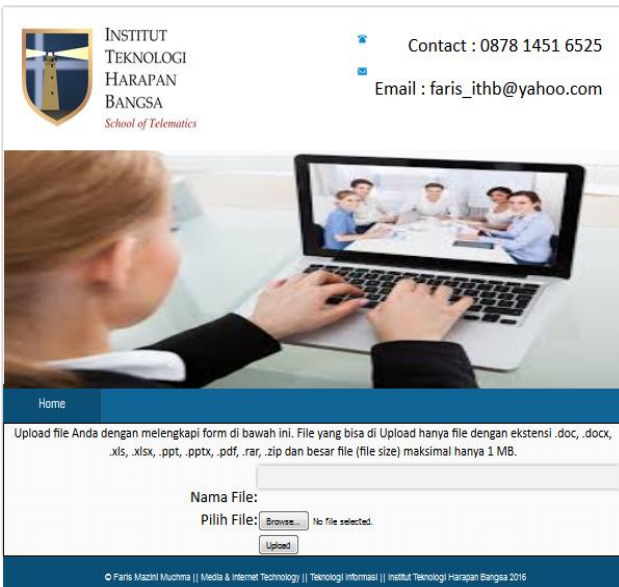 INSTITUT
TEKNOLOGI
HARAPAN
BANGSA
School of Telematics
Contact : 0878 1451 6525
Email : faris_ithb@yahoo.com
Home
Upload file Anda dengan melengkapi form di bawah ini. File yang bisa di Upload hanya file dengan ekstensi .doc, .docx,
.xls, .xlsx, .ppt, .pptx, .pdf, .rar, .zip dan besar file (file size) maksimal hanya 1 MB.
Nama File:
Pilih File: Browse... No file selected.
Upload
© Faris Mazini Muchma || Media & Internet Technology || Teknologi Informasi || Institut Teknologi Harapan Bangsa 2016